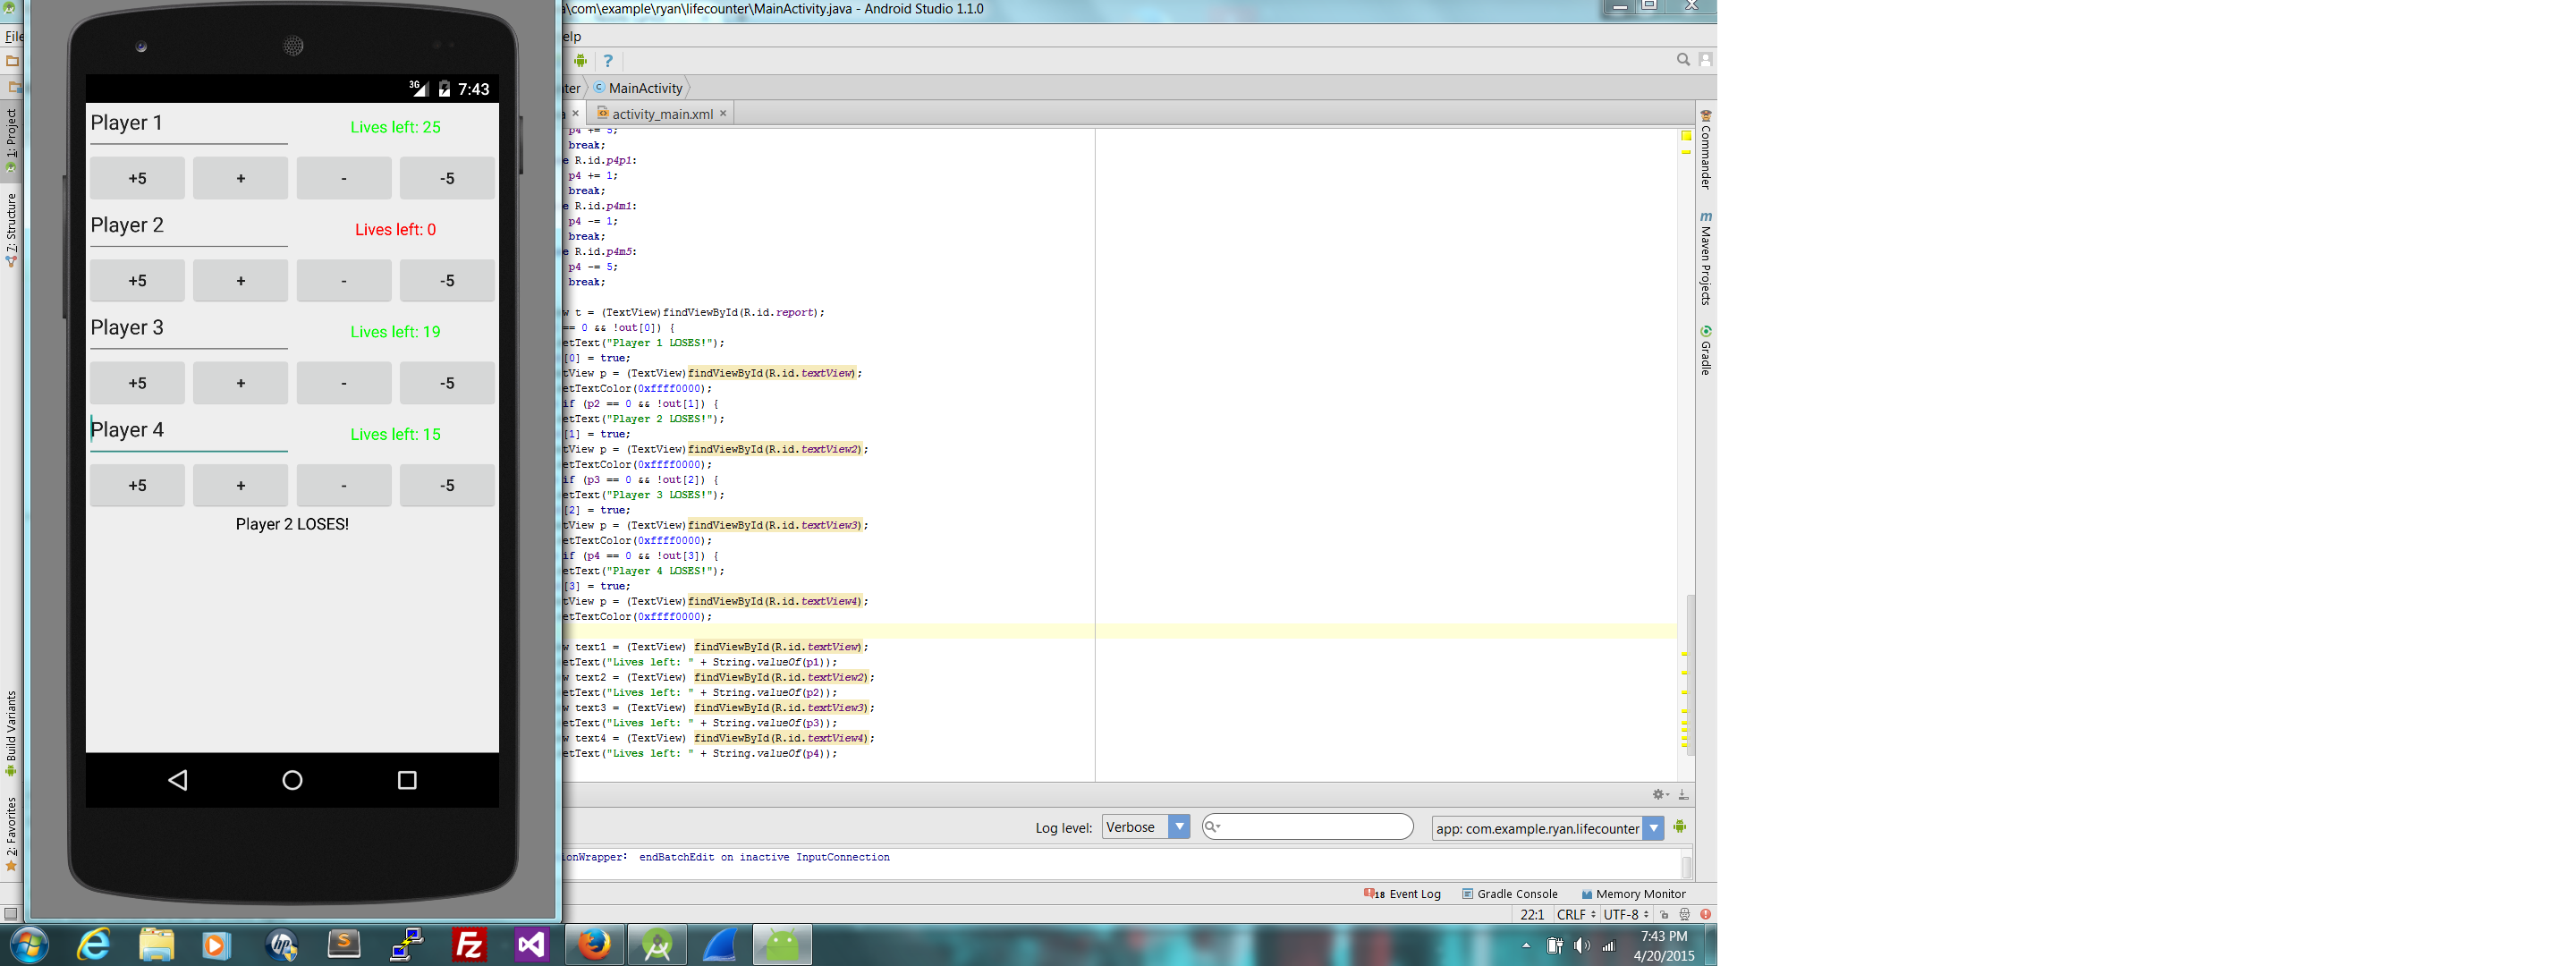 a\com\example\ryan\lifecounter\MainActivity.java - Android Studio 1.1.0
File
elp
?
ter
MainActivity
a
activity_main.xml
1: Project
7: Structure
Build Variants
2: Favorites
3G
7:43
Player 1
Lives left: 25
+5 + - -5
Player 2
Lives left: 0
+5 + - -5
Player 3
Lives left: 19
+5 + - -5
Player 4
Lives left: 15
+5 + - -5
Player 2 LOSES!
p4 += 5;
break;
e R.id.p4p1:
p4 += 1;
break;
e R.id.p4m1:
p4 -= 1;
break;
e R.id.p4m5:
p4 -= 5;
break;
w t = (TextView)findViewById(R.id.report);
== 0 && !out[0]) {
etText("Player 1 LOSES!");
[0] = true;
tView p = (TextView)findViewById(R.id.textView);
etTextColor(0xffff0000);
if (p2 == 0 && !out[1]) {
etText("Player 2 LOSES!");
[1] = true;
tView p = (TextView)findViewById(R.id.textView2);
etTextColor(0xffff0000);
if (p3 == 0 && !out[2]) {
etText("Player 3 LOSES!");
[2] = true;
tView p = (TextView)findViewById(R.id.textView3);
etTextColor(0xffff0000);
if (p4 == 0 && !out[3]) {
etText("Player 4 LOSES!");
[3] = true;
tView p = (TextView)findViewById(R.id.textView4);
etTextColor(0xffff0000);
w text1 = (TextView) findViewById(R.id.textView);
etText("Lives left: " + String.valueOf(p1));
w text2 = (TextView) findViewById(R.id.textView2);
etText("Lives left: " + String.valueOf(p2));
w text3 = (TextView) findViewById(R.id.textView3);
etText("Lives left: " + String.valueOf(p3));
w text4 = (TextView) findViewById(R.id.textView4);
etText("Lives left: " + String.valueOf(p4));
Commander
m Maven Projects
Gradle
Log level: Verbose
app: com.example.ryan.lifecounter
ionWrapper: endBatchEdit on inactive InputConnection
18 Event Log
Gradle Console
Memory Monitor
22:1 CRLF UTF-8
hp
S
FZ
7:43 PM
4/20/2015